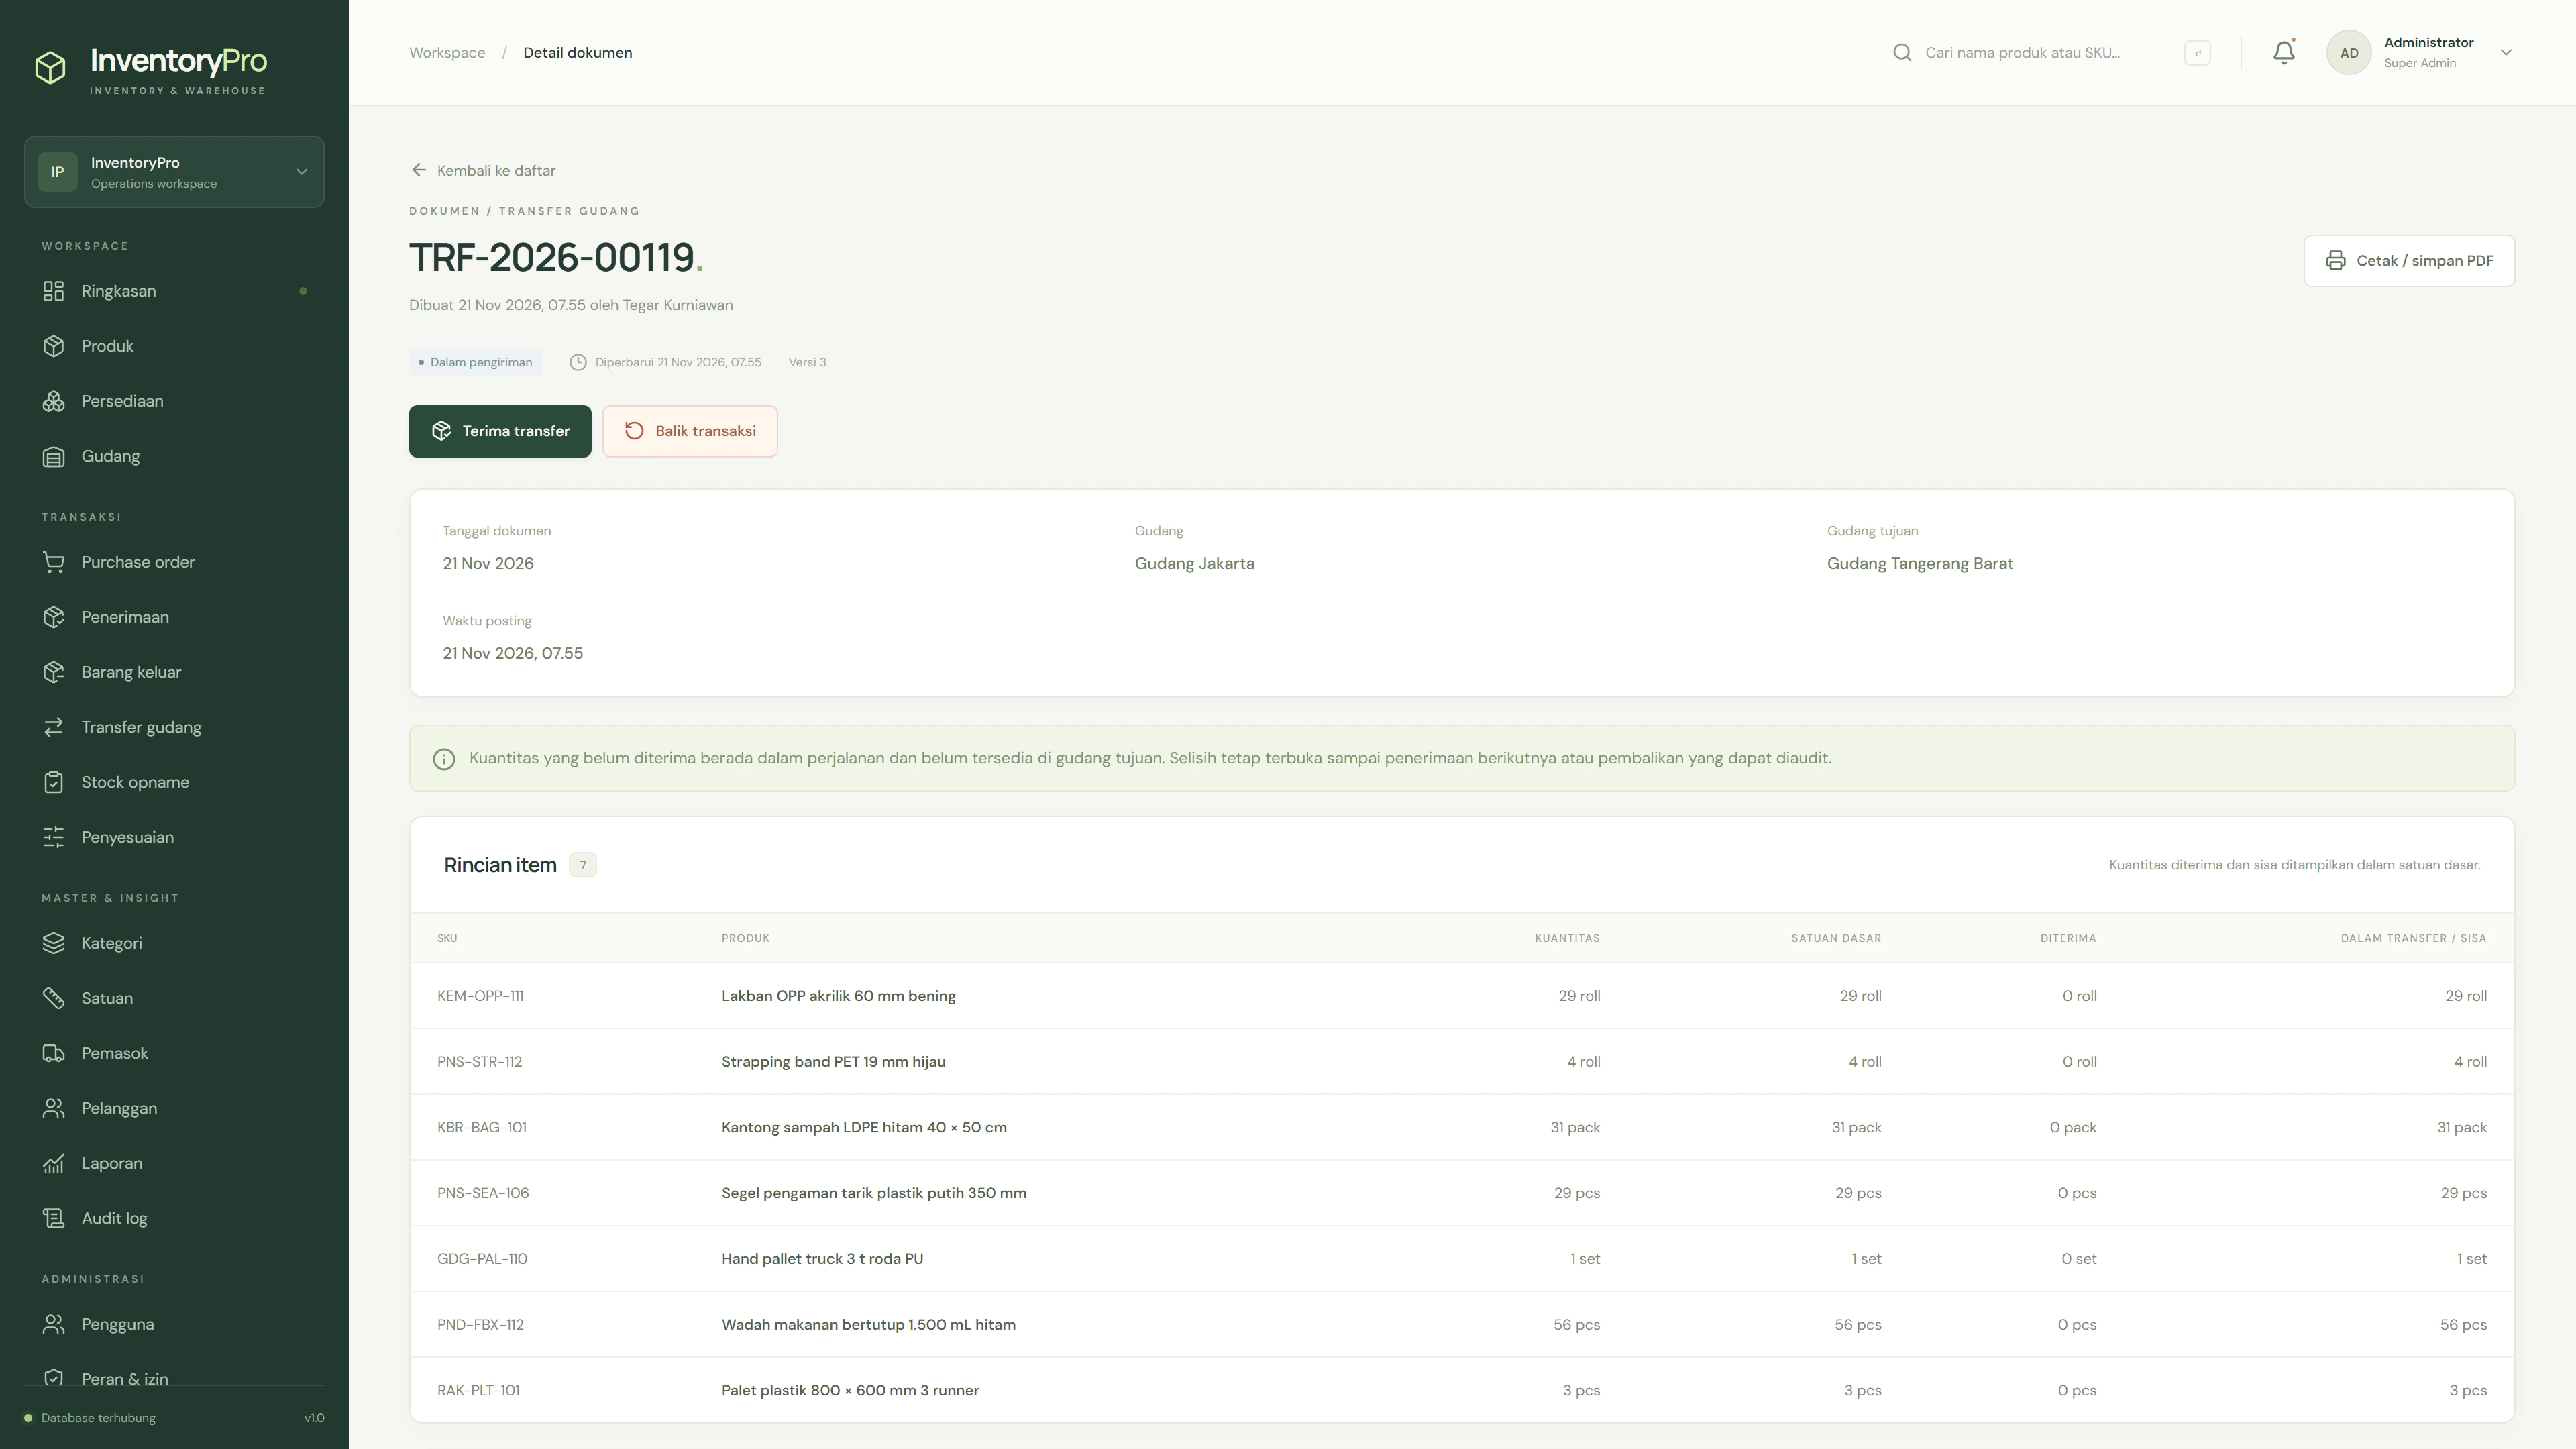 InventoryPro
INVENTORY & WAREHOUSE
IP
InventoryPro
Operations workspace
WORKSPACE
Ringkasan
Produk
Persediaan
Gudang
TRANSAKSI
Purchase order
Penerimaan
Barang keluar
Transfer gudang
Stock opname
Penyesuaian
MASTER & INSIGHT
Kategori
Satuan
Pemasok
Pelanggan
Laporan
Audit log
ADMINISTRASI
Pengguna
Peran & izin
Database terhubung v1.0
Workspace / Detail dokumen
Cari nama produk atau SKU...
AD
Administrator
Super Admin
Kembali ke daftar
DOKUMEN / TRANSFER GUDANG
TRF-2026-00119.
Dibuat 21 Nov 2026, 07.55 oleh Tegar Kurniawan
Cetak / simpan PDF
Dalam pengiriman Diperbarui 21 Nov 2026, 07.55 Versi 3
Terima transfer Balik transaksi
Tanggal dokumen Gudang Gudang tujuan
21 Nov 2026 Gudang Jakarta Gudang Tangerang Barat
Waktu posting
21 Nov 2026, 07.55
Kuantitas yang belum diterima berada dalam perjalanan dan belum tersedia di gudang tujuan. Selisih tetap terbuka sampai penerimaan berikutnya atau pembalikan yang dapat diaudit.
Rincian item 7 Kuantitas diterima dan sisa ditampilkan dalam satuan dasar.
SKU PRODUK KUANTITAS SATUAN DASAR DITERIMA DALAM TRANSFER / SISA
KEM-OPP-111 Lakban OPP akrilik 60 mm bening 29 roll 29 roll 0 roll 29 roll
PNS-STR-112 Strapping band PET 19 mm hijau 4 roll 4 roll 0 roll 4 roll
KBR-BAG-101 Kantong sampah LDPE hitam 40 × 50 cm 31 pack 31 pack 0 pack 31 pack
PNS-SEA-106 Segel pengaman tarik plastik putih 350 mm 29 pcs 29 pcs 0 pcs 29 pcs
GDG-PAL-110 Hand pallet truck 3 t roda PU 1 set 1 set 0 set 1 set
PND-FBX-112 Wadah makanan bertutup 1.500 mL hitam 56 pcs 56 pcs 0 pcs 56 pcs
RAK-PLT-101 Palet plastik 800 × 600 mm 3 runner 3 pcs 3 pcs 0 pcs 3 pcs